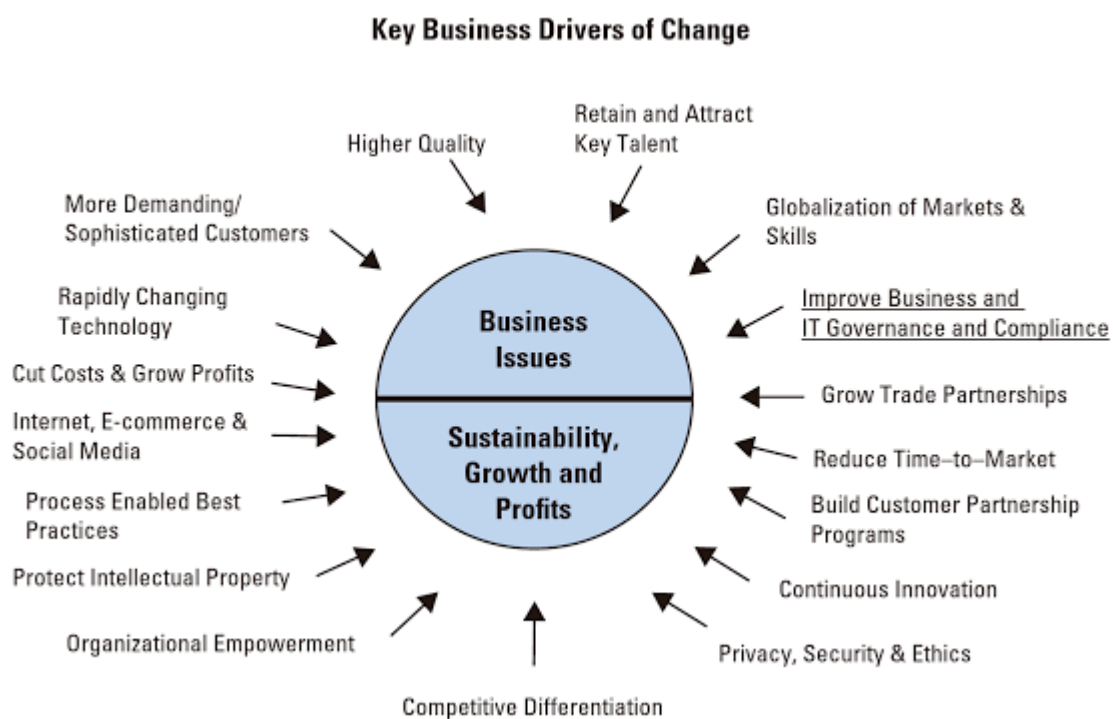 Key Business Drivers of Change
Retain and Attract
Key Talent
Higher Quality
More Demanding/
Sophisticated Customers
Globalization of Markets &
Skills
Rapidly Changing
Technology
Improve Business and
IT Governance and Compliance
Business
Issues
Cut Costs & Grow Profits
Grow Trade Partnerships
Internet, E-commerce &
Social Media
Sustainability,
Growth and
Profits
Reduce Time–to–Market
Process Enabled Best
Practices
Build Customer Partnership
Programs
Protect Intellectual Property
Continuous Innovation
Organizational Empowerment
Privacy, Security & Ethics
Competitive Differentiation